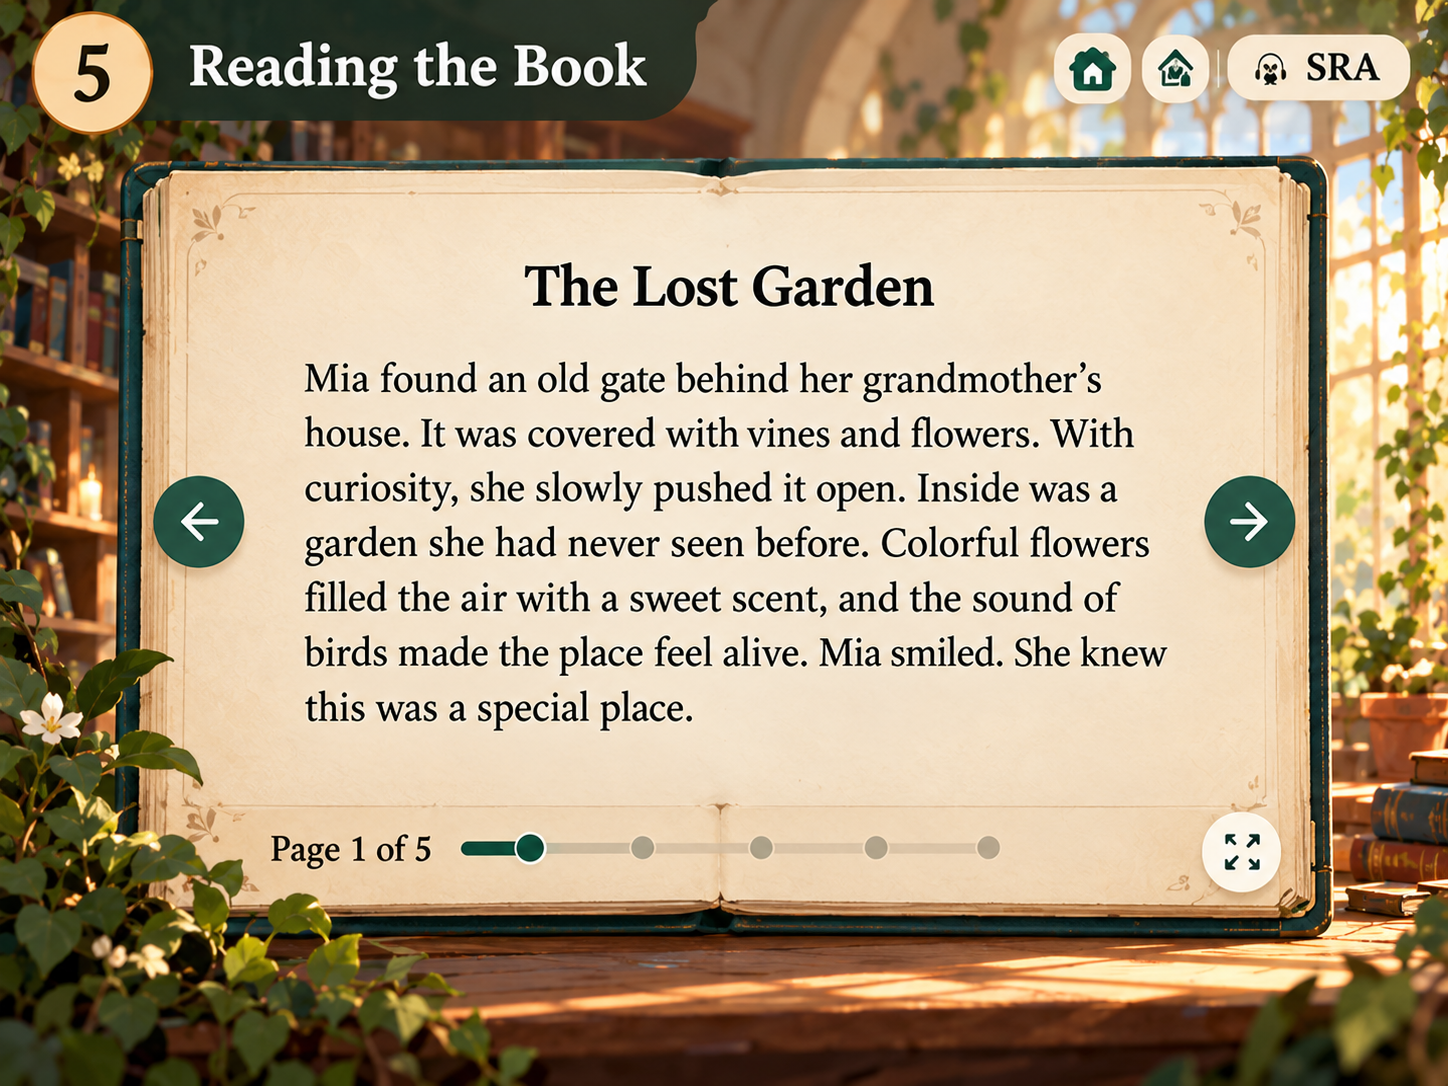 5
Reading the Book
SRA
The Lost Garden
Mia found an old gate behind her grandmother’s
house. It was covered with vines and flowers. With
curiosity, she slowly pushed it open. Inside was a
garden she had never seen before. Colorful flowers
filled the air with a sweet scent, and the sound of
birds made the place feel alive. Mia smiled. She knew
this was a special place.
Page 1 of 5